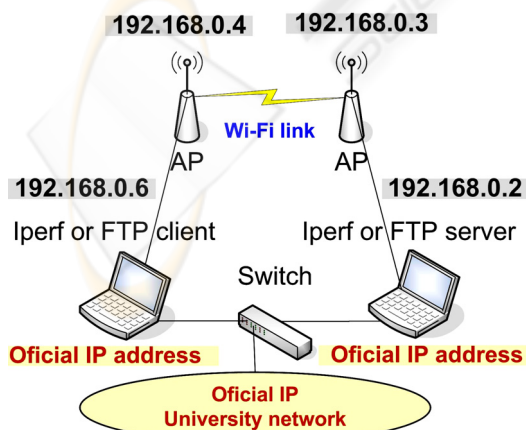 192.168.0.4
192.168.0.3
Wi-Fi link
AP
AP
192.168.0.6
192.168.0.2
Iperf or FTP client
Iperf or FTP server
Switch
Oficial IP address
Oficial IP address
Oficial IP
University network